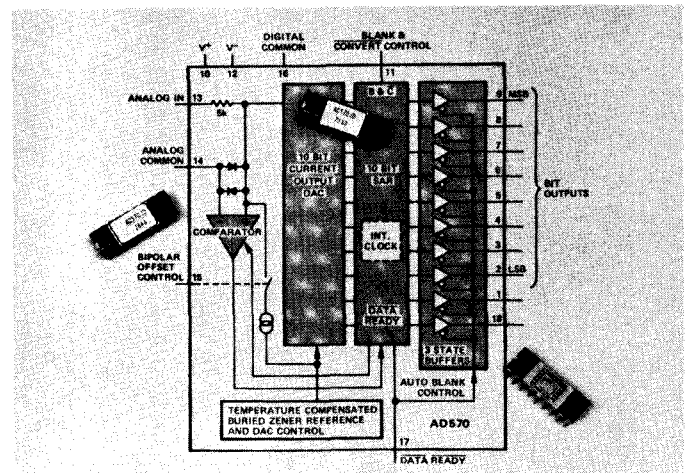 DIGITAL
COMMON
BLANK &
CONVERT CONTROL
V+
V−
10
12
16
11
ANALOG IN
13
5k
B & C
9
MSB
8
7
6
5
4
3
2
LSB
1
18
BIT
OUTPUTS
ANALOG
COMMON
14
10 BIT
CURRENT
OUTPUT
DAC
10 BIT
SAR
COMPARATOR
INT.
CLOCK
BIPOLAR
OFFSET
CONTROL
15
DATA
READY
3 STATE
BUFFERS
AUTO BLANK
CONTROL
TEMPERATURE COMPENSATED
BURIED ZENER REFERENCE
AND DAC CONTROL
AD570
17
DATA READY